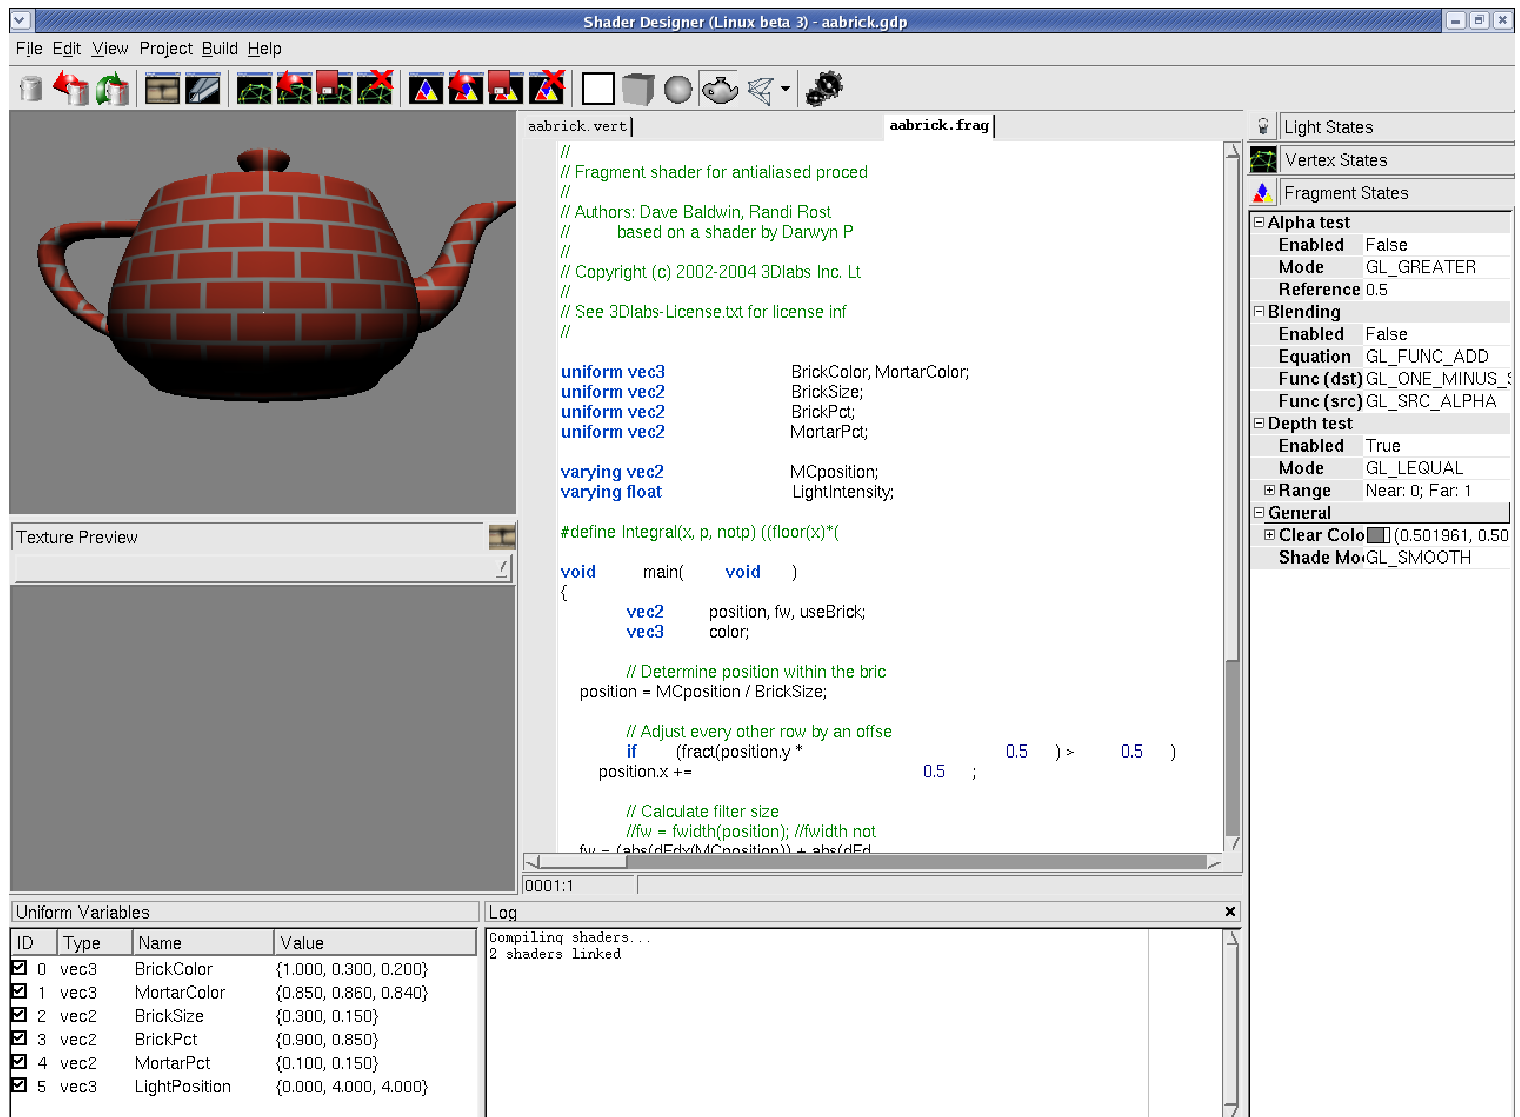 Shader Designer (Linux beta 3) - aabrick.gdp
File Edit View Project Build Help
aabrick.vert
aabrick.frag
//
// Fragment shader for antialiased proced
//
// Authors: Dave Baldwin, Randi Rost
// based on a shader by Darwyn P
//
// Copyright (c) 2002-2004 3Dlabs Inc. Lt
//
// See 3Dlabs-License.txt for license inf
//
uniform vec3 BrickColor, MortarColor;
uniform vec2 BrickSize;
uniform vec2 BrickPct;
uniform vec2 MortarPct;
varying vec2 MCposition;
varying float LightIntensity;
#define Integral(x, p, notp) ((floor(x)*(
void main( void )
{
vec2 position, fw, useBrick;
vec3 color;
// Determine position within the bric
position = MCposition / BrickSize;
// Adjust every other row by an offse
if (fract(position.y * 0.5 ) > 0.5 )
position.x += 0.5 ;
// Calculate filter size
//fw = fwidth(position); //fwidth not
fw = (abs(dFdx(MCposition)) + abs(dFd
0001:1
Light States
Vertex States
Fragment States
Alpha test
Enabled False
Mode GL_GREATER
Reference 0.5
Blending
Enabled False
Equation GL_FUNC_ADD
Func (dst) GL_ONE_MINUS_S
Func (src) GL_SRC_ALPHA
Depth test
Enabled True
Mode GL_LEQUAL
Range Near: 0; Far: 1
General
Clear Colo (0.501961, 0.50
Shade Mo GL_SMOOTH
Texture Preview
Uniform Variables
ID Type Name Value
0 vec3 BrickColor {1.000, 0.300, 0.200}
1 vec3 MortarColor {0.850, 0.860, 0.840}
2 vec2 BrickSize {0.300, 0.150}
3 vec2 BrickPct {0.900, 0.850}
4 vec2 MortarPct {0.100, 0.150}
5 vec3 LightPosition {0.000, 4.000, 4.000}
Log
Compiling shaders...
2 shaders linked